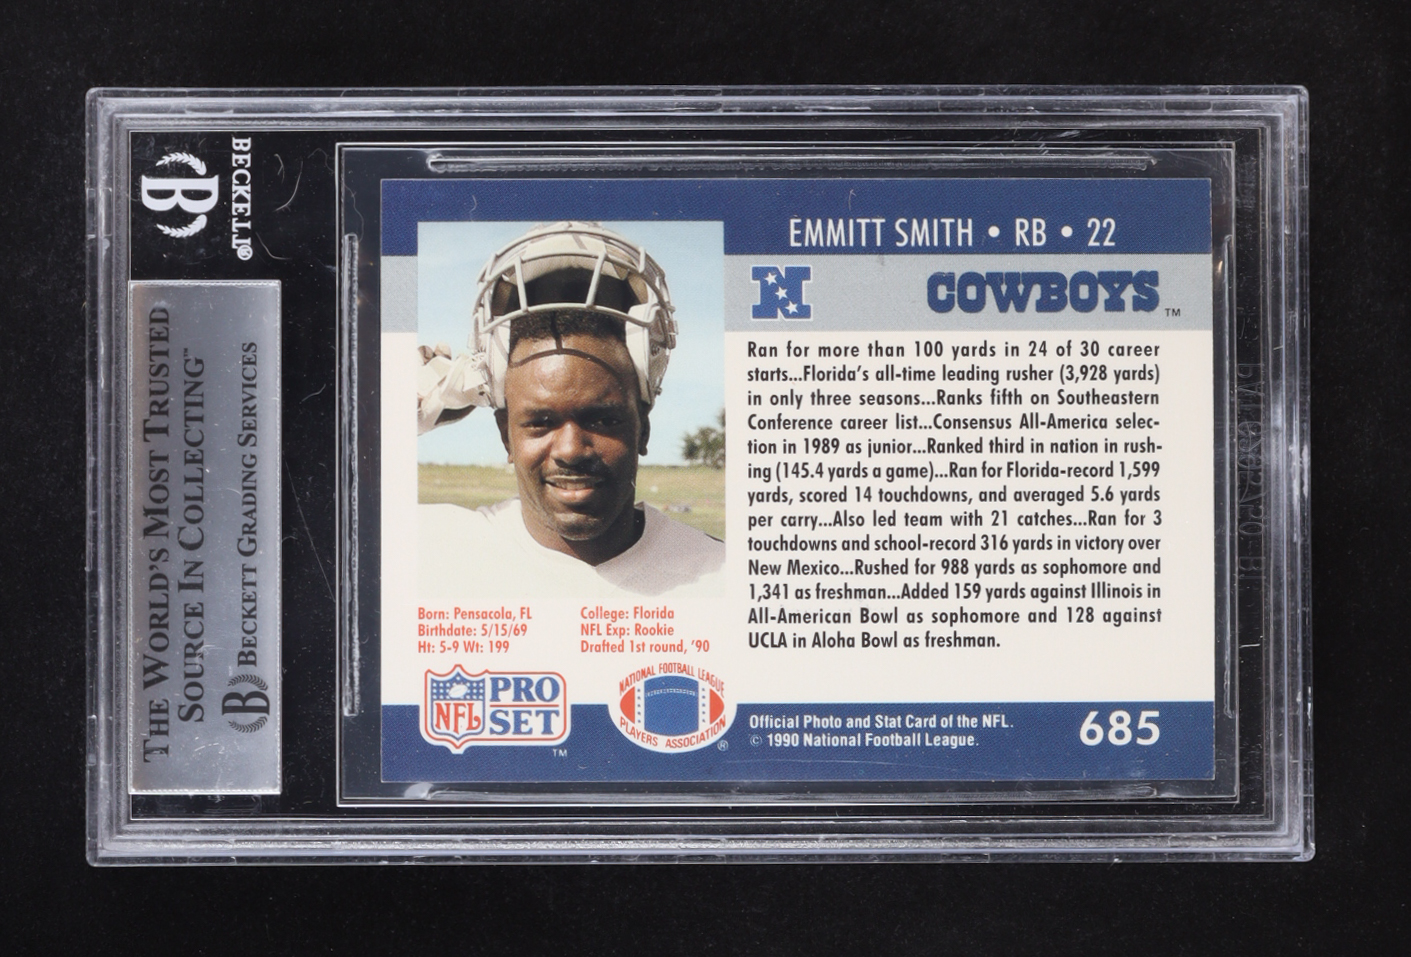 BECKETT
THE WORLD'S MOST TRUSTED
SOURCE IN COLLECTING™
BECKETT GRADING SERVICES
EMMITT SMITH • RB • 22
COWBOYS™
Ran for more than 100 yards in 24 of 30 career
starts...Florida's all-time leading rusher (3,928 yards)
in only three seasons...Ranks fifth on Southeastern
Conference career list...Consensus All-America selec-
tion in 1989 as junior...Ranked third in nation in rush-
ing (145.4 yards a game)...Ran for Florida-record 1,599
yards, scored 14 touchdowns, and averaged 5.6 yards
per carry...Also led team with 21 catches...Ran for 3
touchdowns and school-record 316 yards in victory over
New Mexico...Rushed for 988 yards as sophomore and
1,341 as freshman...Added 159 yards against Illinois in
All-American Bowl as sophomore and 128 against
UCLA in Aloha Bowl as freshman.
Born: Pensacola, FL
Birthdate: 5/15/69
Ht: 5-9 Wt: 199
College: Florida
NFL Exp: Rookie
Drafted 1st round, '90
NFL PRO SET™
NATIONAL FOOTBALL LEAGUE
PLAYERS ASSOCIATION®
Official Photo and Stat Card of the NFL.
© 1990 National Football League.
685